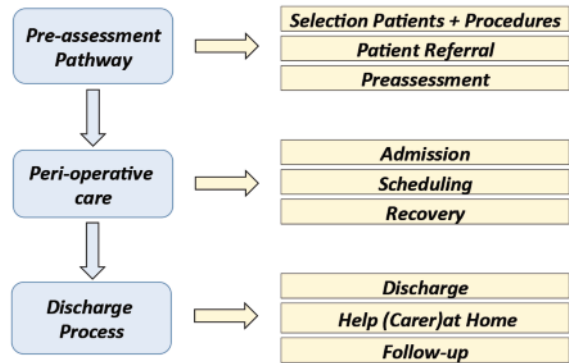 Pre-assessment
Pathway
Selection Patients + Procedures
Patient Referral
Preassessment
Peri-operative
care
Admission
Scheduling
Recovery
Discharge
Process
Discharge
Help (Carer)at Home
Follow-up